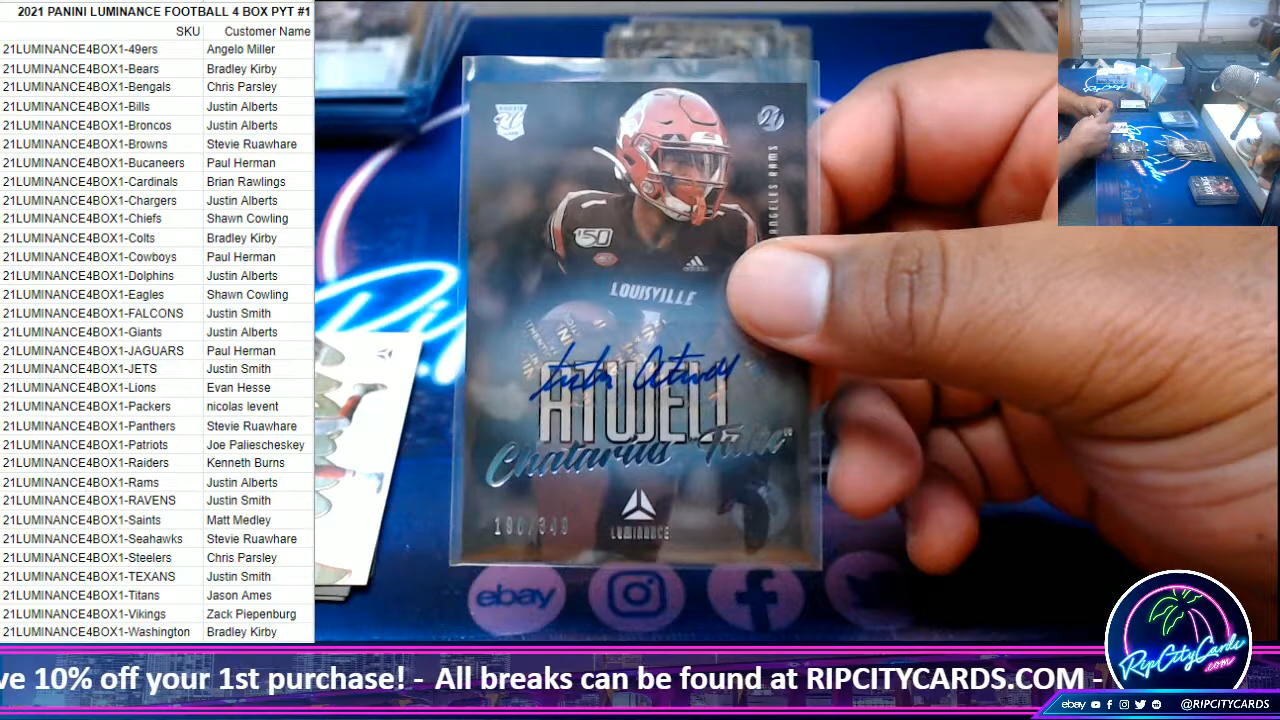 2021 PANINI LUMINANCE FOOTBALL 4 BOX PYT #1
SKU Customer Name
21LUMINANCE4BOX1-49ers Angelo Miller
21LUMINANCE4BOX1-Bears Bradley Kirby
21LUMINANCE4BOX1-Bengals Chris Parsley
21LUMINANCE4BOX1-Bills Justin Alberts
21LUMINANCE4BOX1-Broncos Justin Alberts
21LUMINANCE4BOX1-Browns Stevie Ruawhare
21LUMINANCE4BOX1-Bucaneers Paul Herman
21LUMINANCE4BOX1-Cardinals Brian Rawlings
21LUMINANCE4BOX1-Chargers Justin Alberts
21LUMINANCE4BOX1-Chiefs Shawn Cowling
21LUMINANCE4BOX1-Colts Bradley Kirby
21LUMINANCE4BOX1-Cowboys Paul Herman
21LUMINANCE4BOX1-Dolphins Justin Alberts
21LUMINANCE4BOX1-Eagles Shawn Cowling
21LUMINANCE4BOX1-FALCONS Justin Smith
21LUMINANCE4BOX1-Giants Justin Alberts
21LUMINANCE4BOX1-JAGUARS Paul Herman
21LUMINANCE4BOX1-JETS Justin Smith
21LUMINANCE4BOX1-Lions Evan Hesse
21LUMINANCE4BOX1-Packers nicolas levent
21LUMINANCE4BOX1-Panthers Stevie Ruawhare
21LUMINANCE4BOX1-Patriots Joe Paliescheskey
21LUMINANCE4BOX1-Raiders Kenneth Burns
21LUMINANCE4BOX1-Rams Justin Alberts
21LUMINANCE4BOX1-RAVENS Justin Smith
21LUMINANCE4BOX1-Saints Matt Medley
21LUMINANCE4BOX1-Seahawks Stevie Ruawhare
21LUMINANCE4BOX1-Steelers Chris Parsley
21LUMINANCE4BOX1-TEXANS Justin Smith
21LUMINANCE4BOX1-Titans Jason Ames
21LUMINANCE4BOX1-Vikings Zack Piepenburg
21LUMINANCE4BOX1-Washington Bradley Kirby
21
ANGELES RAMS
1
150
ACC
adidas
LOUISVILLE
ATWELL
Chatarius "Tutu"
LUMINANCE
ebay
RipCityCards
.com
ve 10% off your 1st purchase! - All breaks can be found at RIPCITYCARDS.COM -
ebay @RIPCITYCARDS